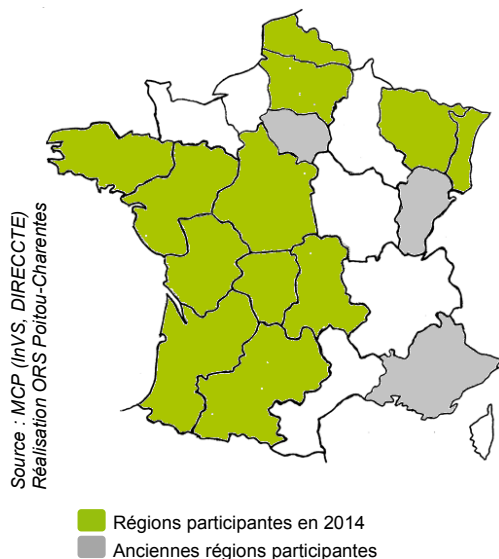 Source : MCP (InVS, DIRECCTE)
Réalisation ORS Poitou-Charentes
Régions participantes en 2014
Anciennes régions participantes